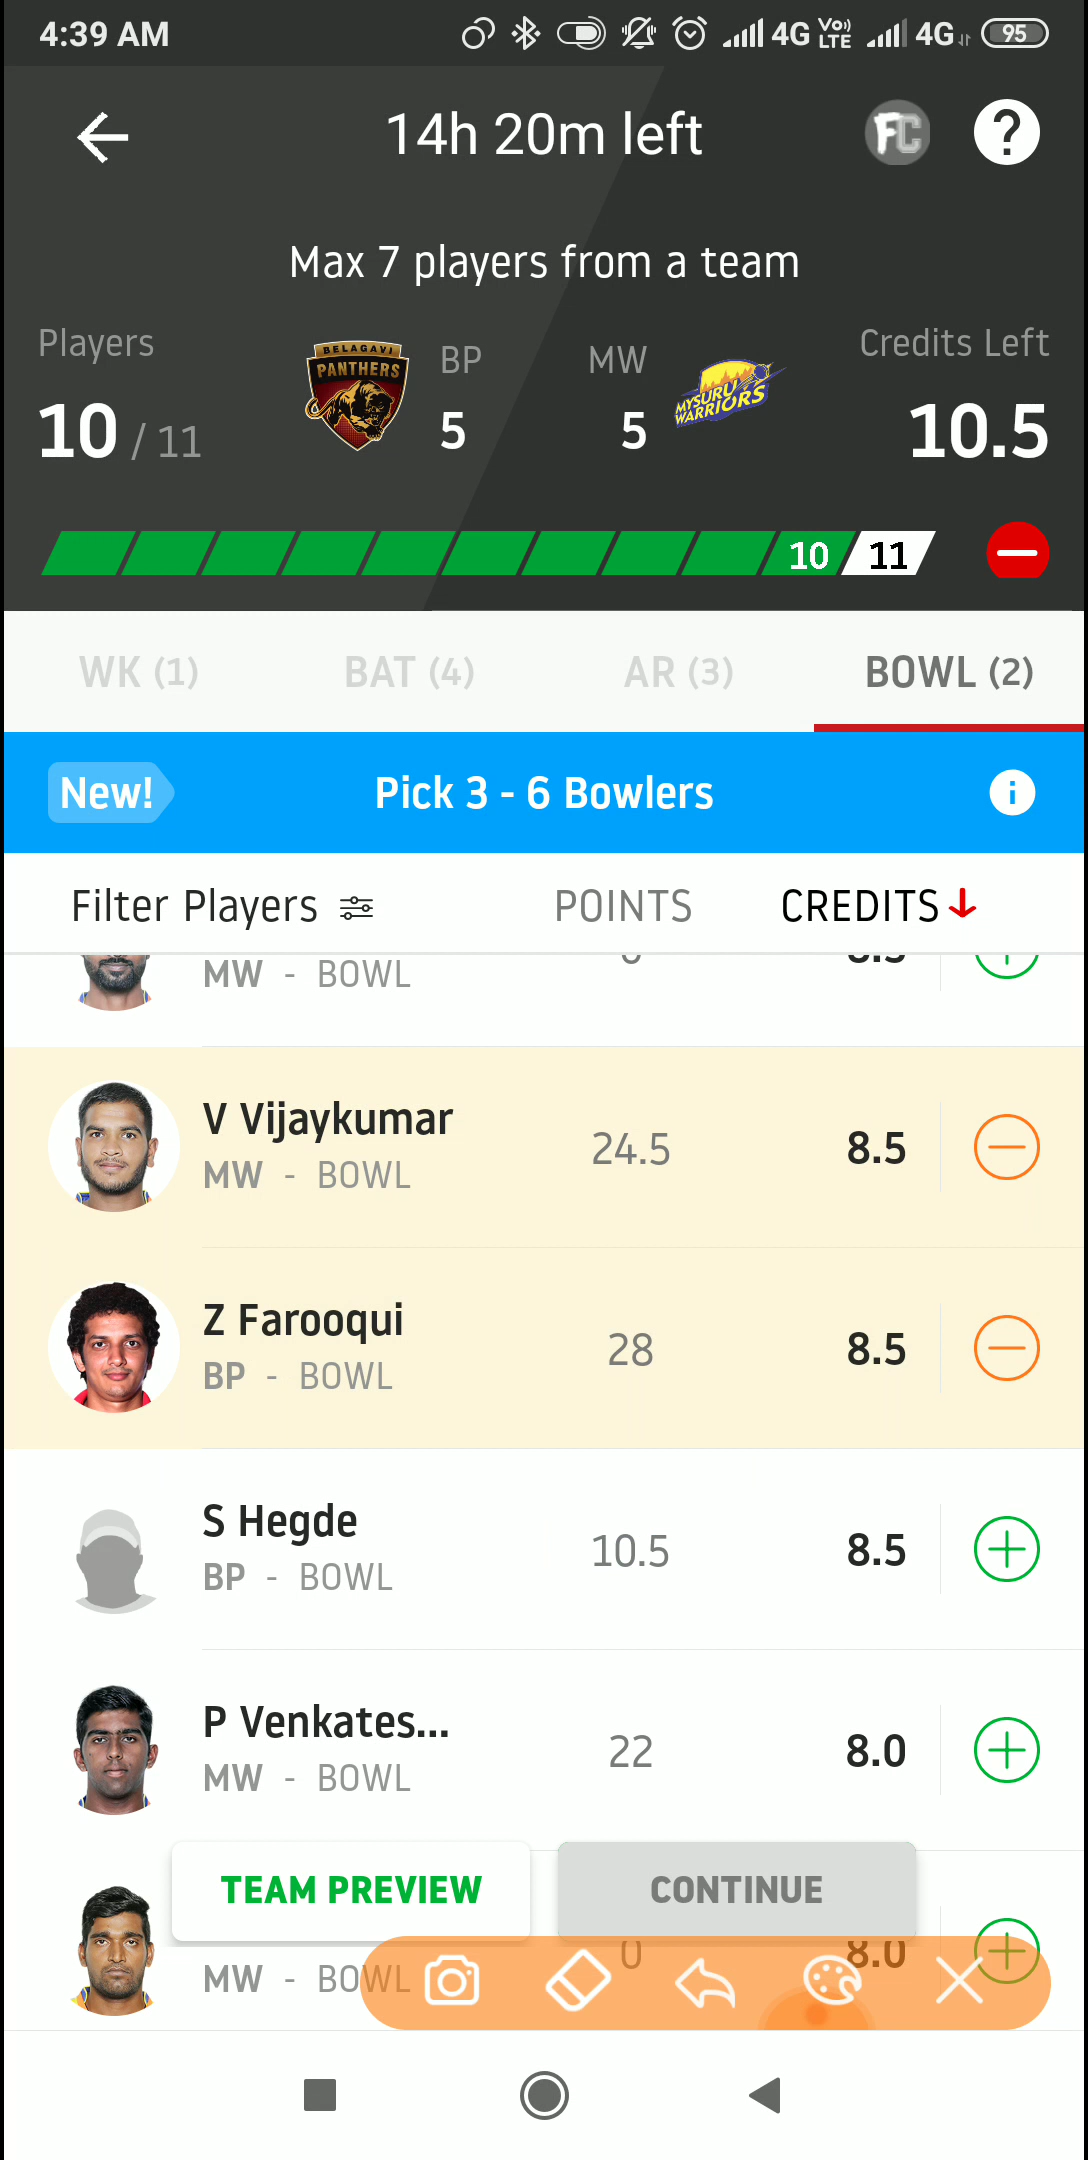 4:39 AM 4G Vo)) LTE 4G 95
14h 20m left FC ?
Max 7 players from a team
Players BELAGAVI PANTHERS BP MW MYSURU WARRIORS Credits Left
10 / 11 5 5 10.5
10 11
WK (1) BAT (4) AR (3) BOWL (2)
New! Pick 3 - 6 Bowlers i
Filter Players POINTS CREDITS
MW - BOWL
V Vijaykumar
MW - BOWL 24.5 8.5
Z Farooqui
BP - BOWL 28 8.5
S Hegde
BP - BOWL 10.5 8.5
P Venkates...
MW - BOWL 22 8.0
TEAM PREVIEW CONTINUE
MW - BOWL 0 8.0